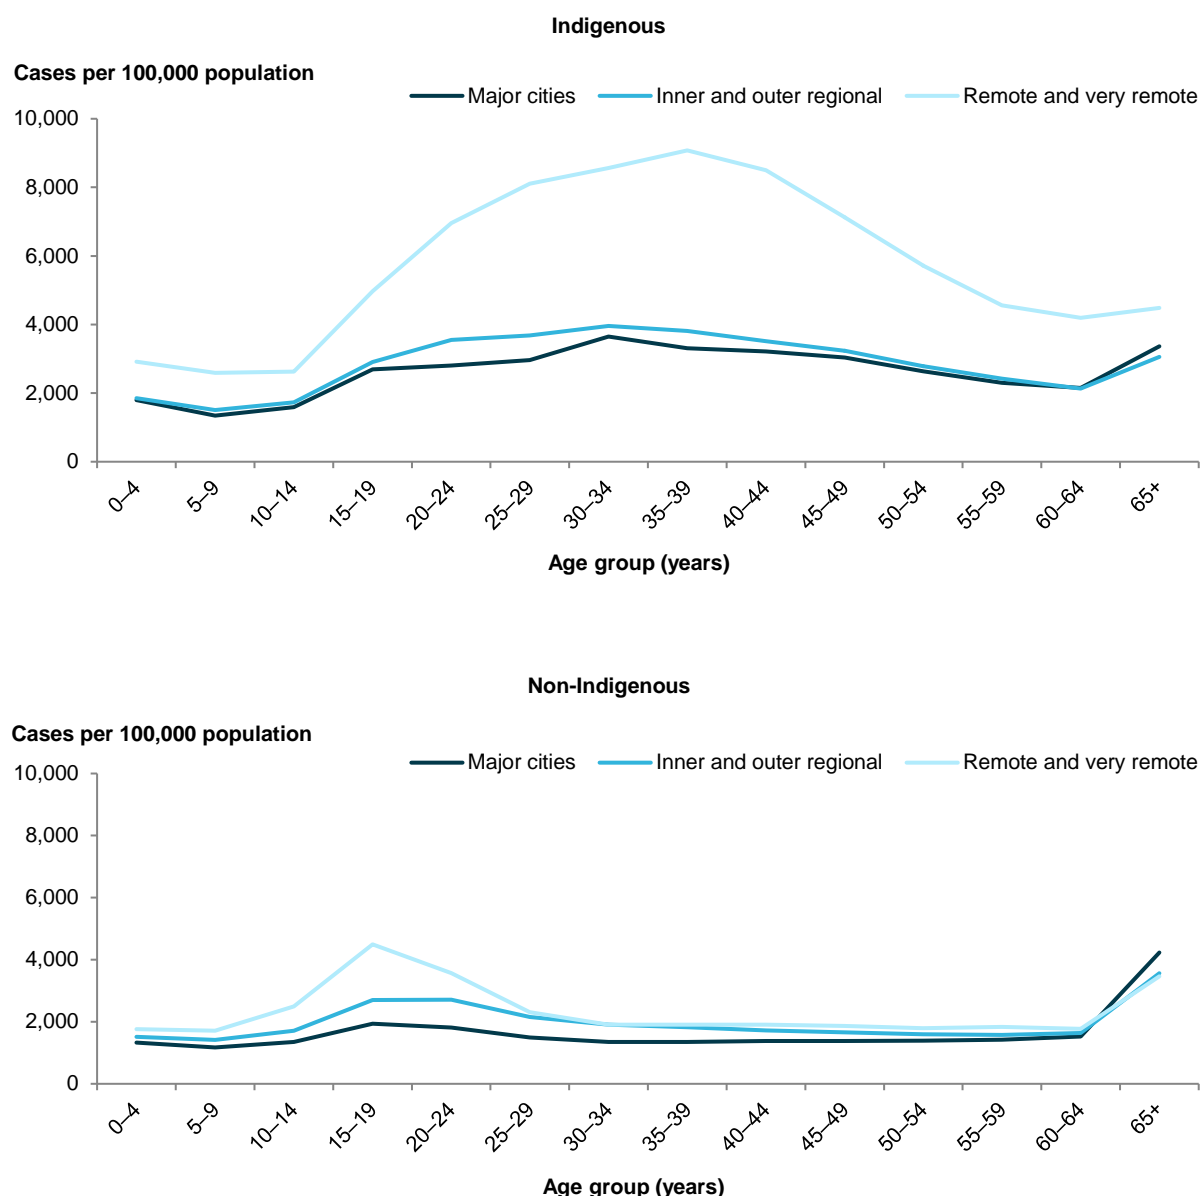 Indigenous
Cases per 100,000 population
Major cities Inner and outer regional Remote and very remote
10,000
8,000
6,000
4,000
2,000
0
0–4 5–9 10–14 15–19 20–24 25–29 30–34 35–39 40–44 45–49 50–54 55–59 60–64 65+
Age group (years)
Non-Indigenous
Cases per 100,000 population
Major cities Inner and outer regional Remote and very remote
10,000
8,000
6,000
4,000
2,000
0
0–4 5–9 10–14 15–19 20–24 25–29 30–34 35–39 40–44 45–49 50–54 55–59 60–64 65+
Age group (years)